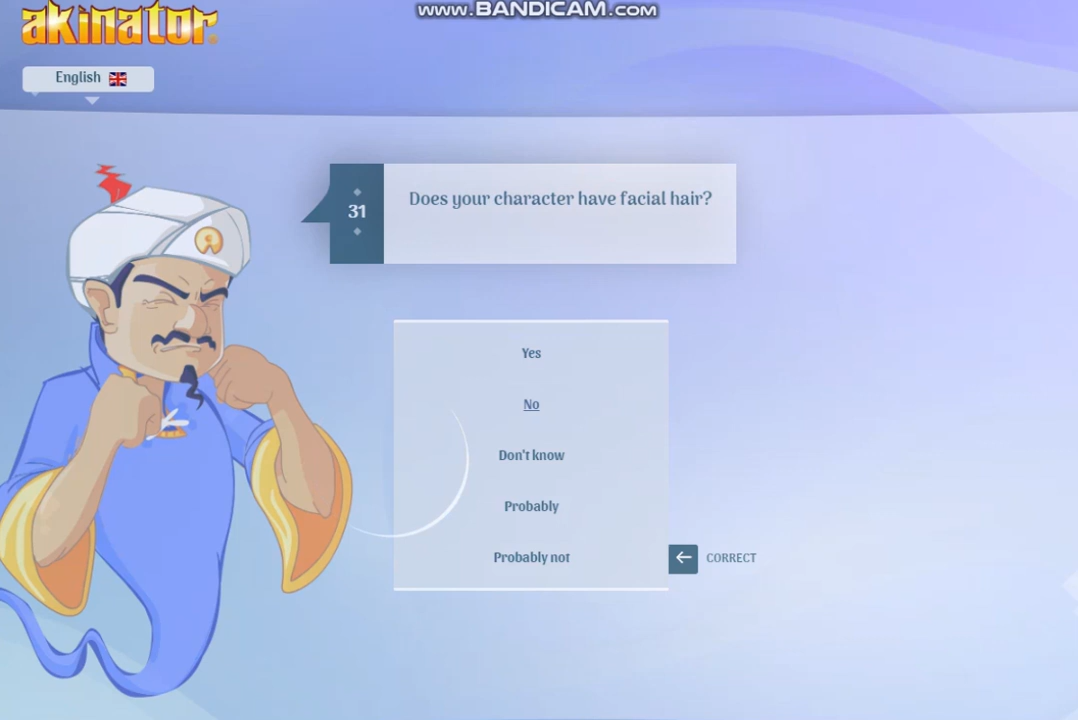 www.BANDICAM.com
akinator
English
31
Does your character have facial hair?
Yes
No
Don't know
Probably
Probably not
CORRECT